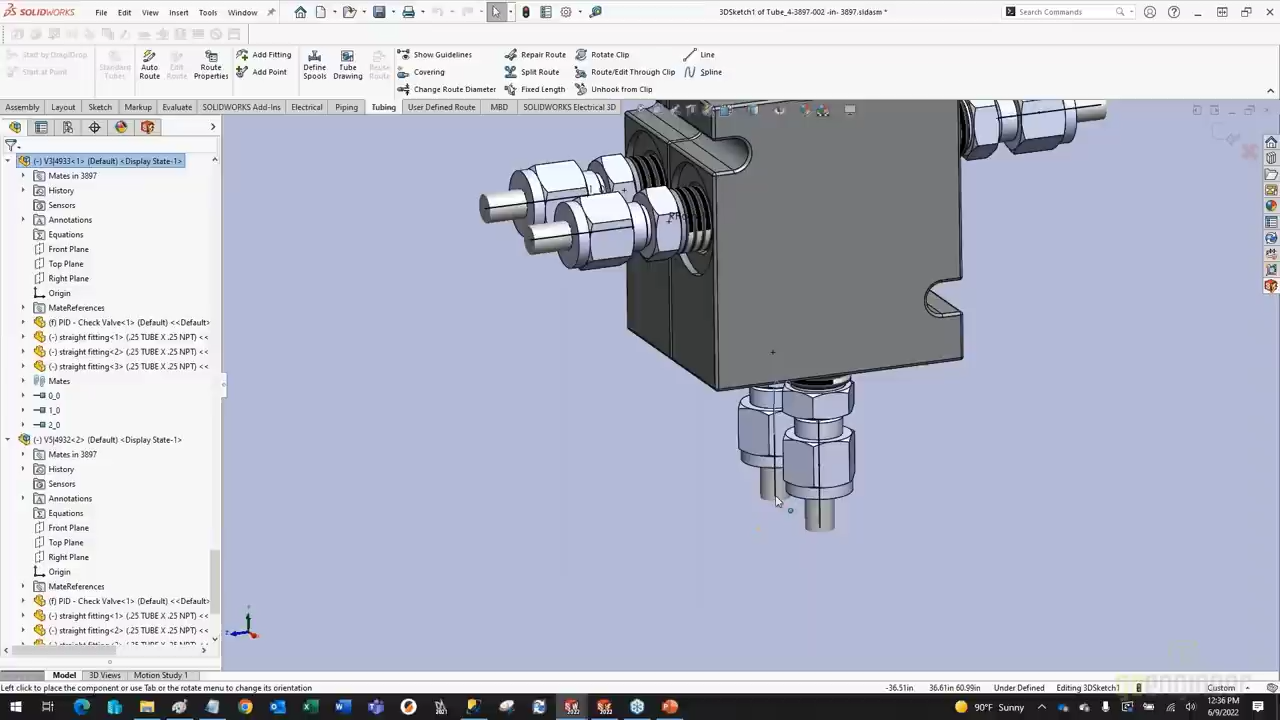 SOLIDWORKS
File
Edit
View
Insert
Tools
Window
3DSketch1 of Tube_4-3897-002 -in- 3897.sldasm *
Search Commands
Start by Drag/Drop
Start at Point
Standard Tubes
Auto Route
Edit Route
Route Properties
Add Fitting
Add Point
Define Spools
Tube Drawing
Reuse Route
Show Guidelines
Covering
Change Route Diameter
Repair Route
Split Route
Fixed Length
Rotate Clip
Route/Edit Through Clip
Unhook from Clip
Line
Spline
Assembly
Layout
Sketch
Markup
Evaluate
SOLIDWORKS Add-Ins
Electrical
Piping
Tubing
User Defined Route
MBD
SOLIDWORKS Electrical 3D
(-) V3|4933<1> (Default) <Display State-1>
Mates in 3897
History
Sensors
Annotations
Equations
Front Plane
Top Plane
Right Plane
Origin
MateReferences
(f) PID - Check Valve<1> (Default) <<Default>
(-) straight fitting<1> (.25 TUBE X .25 NPT) <<
(-) straight fitting<2> (.25 TUBE X .25 NPT) <<
(-) straight fitting<3> (.25 TUBE X .25 NPT) <<
Mates
0_0
1_0
2_0
(-) V5|4932<2> (Default) <Display State-1>
Mates in 3897
History
Sensors
Annotations
Equations
Front Plane
Top Plane
Right Plane
Origin
MateReferences
(f) PID - Check Valve<1> (Default) <<Default>
(-) straight fitting<1> (.25 TUBE X .25 NPT) <<
(-) straight fitting<2> (.25 TUBE X .25 NPT) <<
Model
3D Views
Motion Study 1
Left click to place the component or use Tab or the rotate menu to change its orientation
-36.51in
36.61in 60.99in
Under Defined
Editing 3DSketch1
Custom
90°F Sunny
12:36 PM
6/9/2022